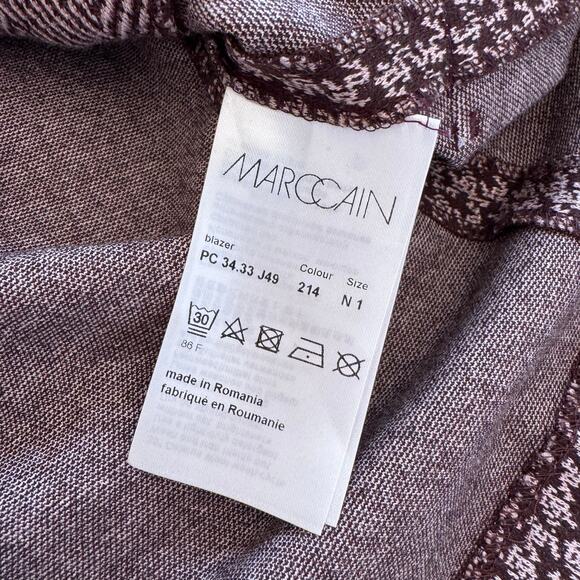 MARCCAIN
blazer
PC 34.33 J49
Colour
214
Size
N 1
30
86 F
made in Romania
fabriqué en Roumanie